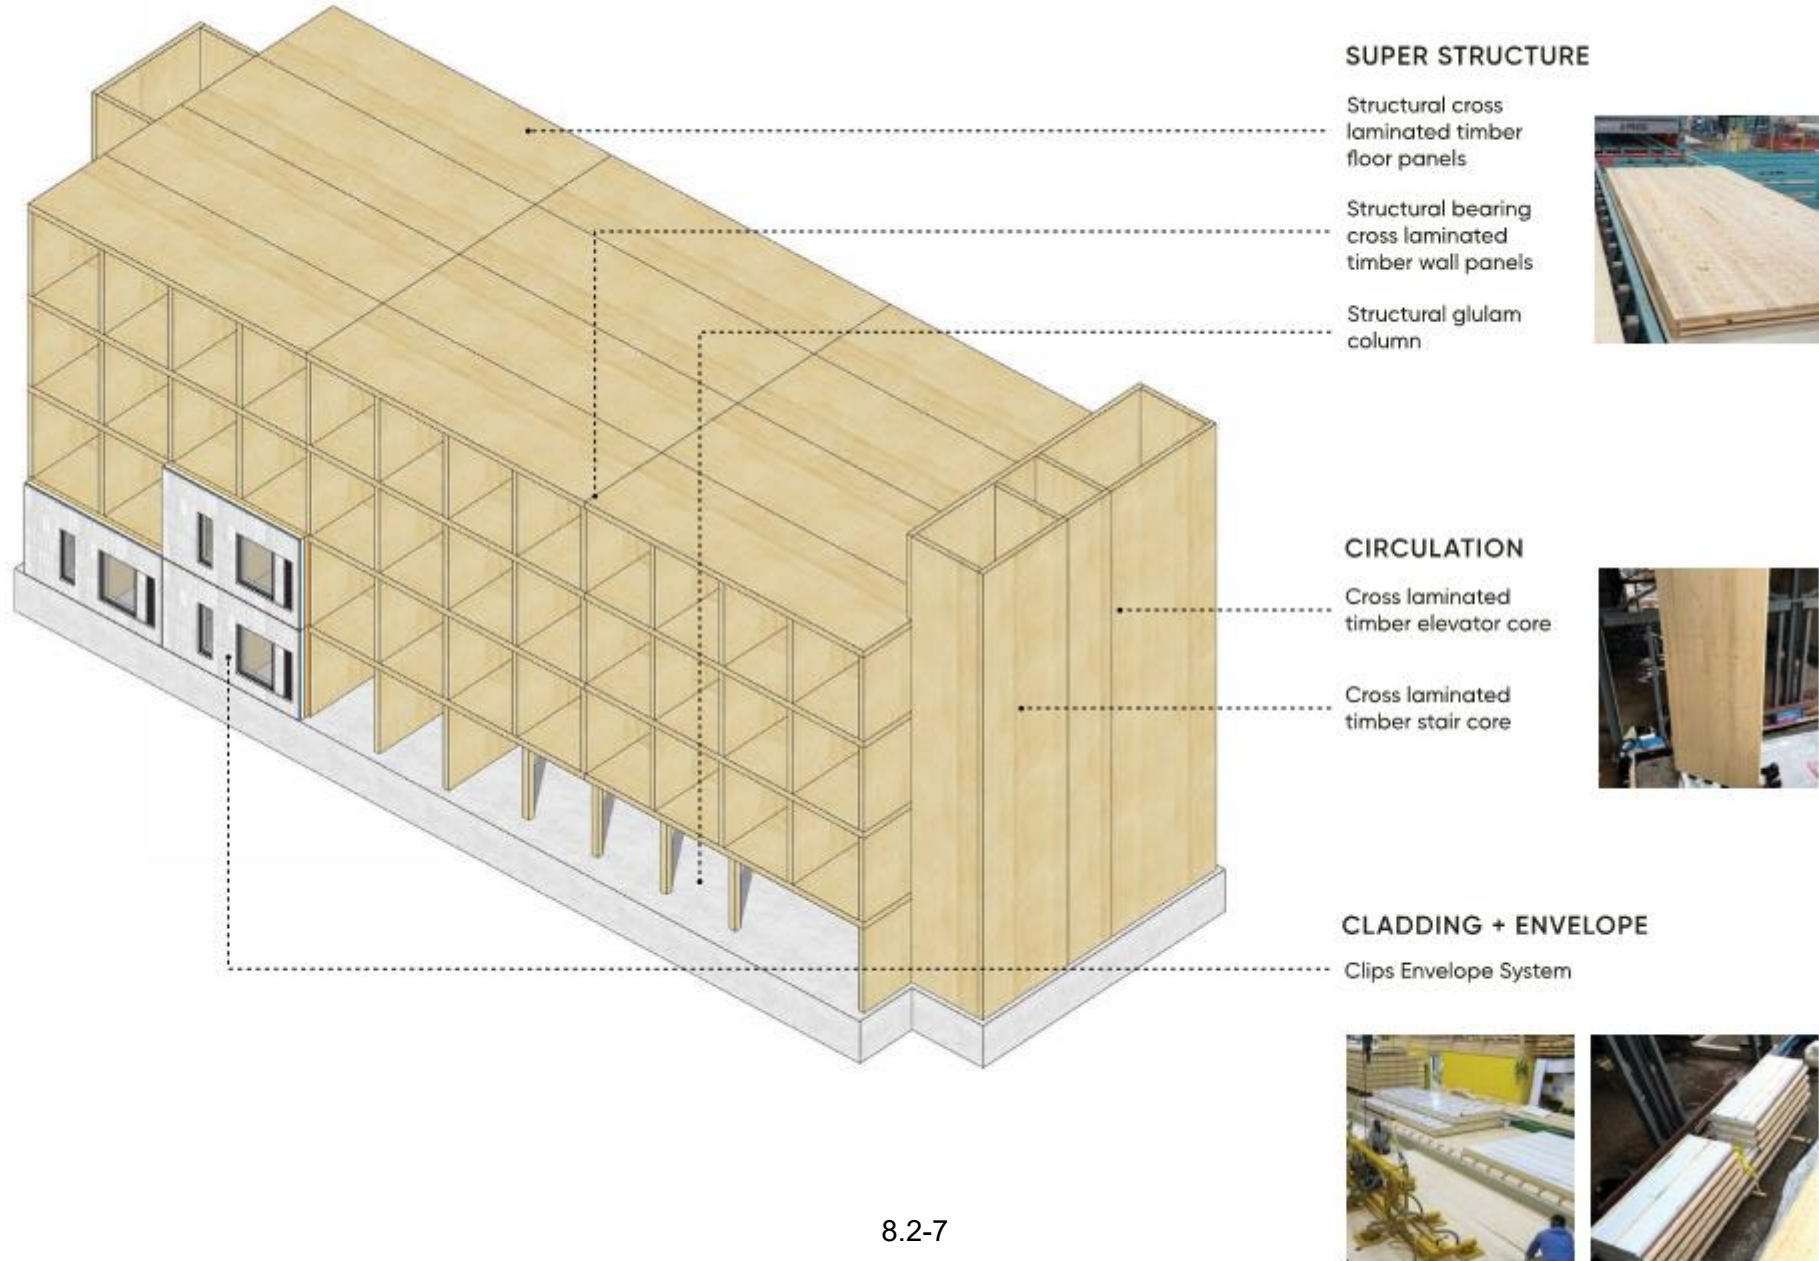 SUPER STRUCTURE
Structural cross
laminated timber
floor panels
Structural bearing
cross laminated
timber wall panels
Structural glulam
column
CIRCULATION
Cross laminated
timber elevator core
Cross laminated
timber stair core
CLADDING + ENVELOPE
Clips Envelope System
8.2-7